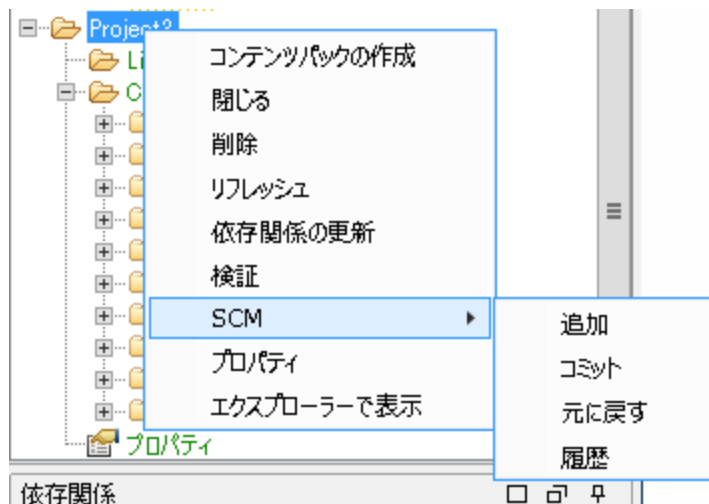 Project3
コンテンツパックの作成
閉じる
削除
リフレッシュ
依存関係の更新
検証
SCM
プロパティ
エクスプローラーで表示
追加
コミット
元に戻す
履歴
プロパティ
依存関係